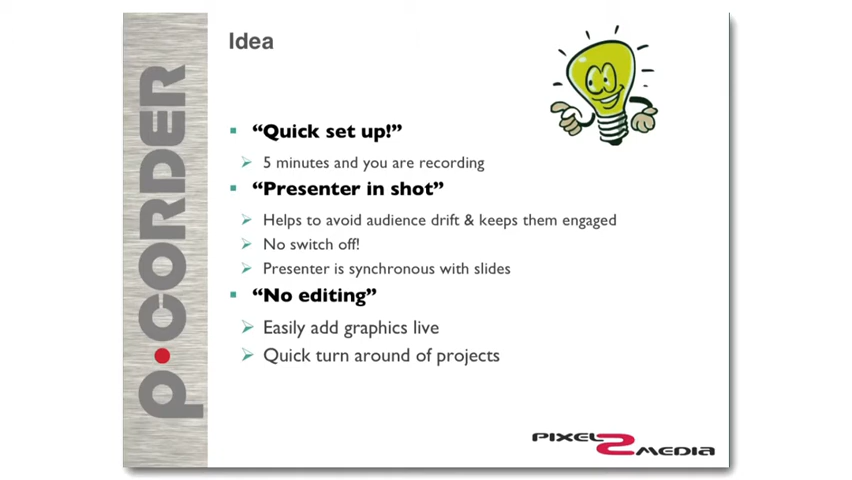 Idea
P•CORDER
“Quick set up!”
5 minutes and you are recording
“Presenter in shot”
Helps to avoid audience drift & keeps them engaged
No switch off!
Presenter is synchronous with slides
“No editing”
Easily add graphics live
Quick turn around of projects
PIXEL2MEDIA